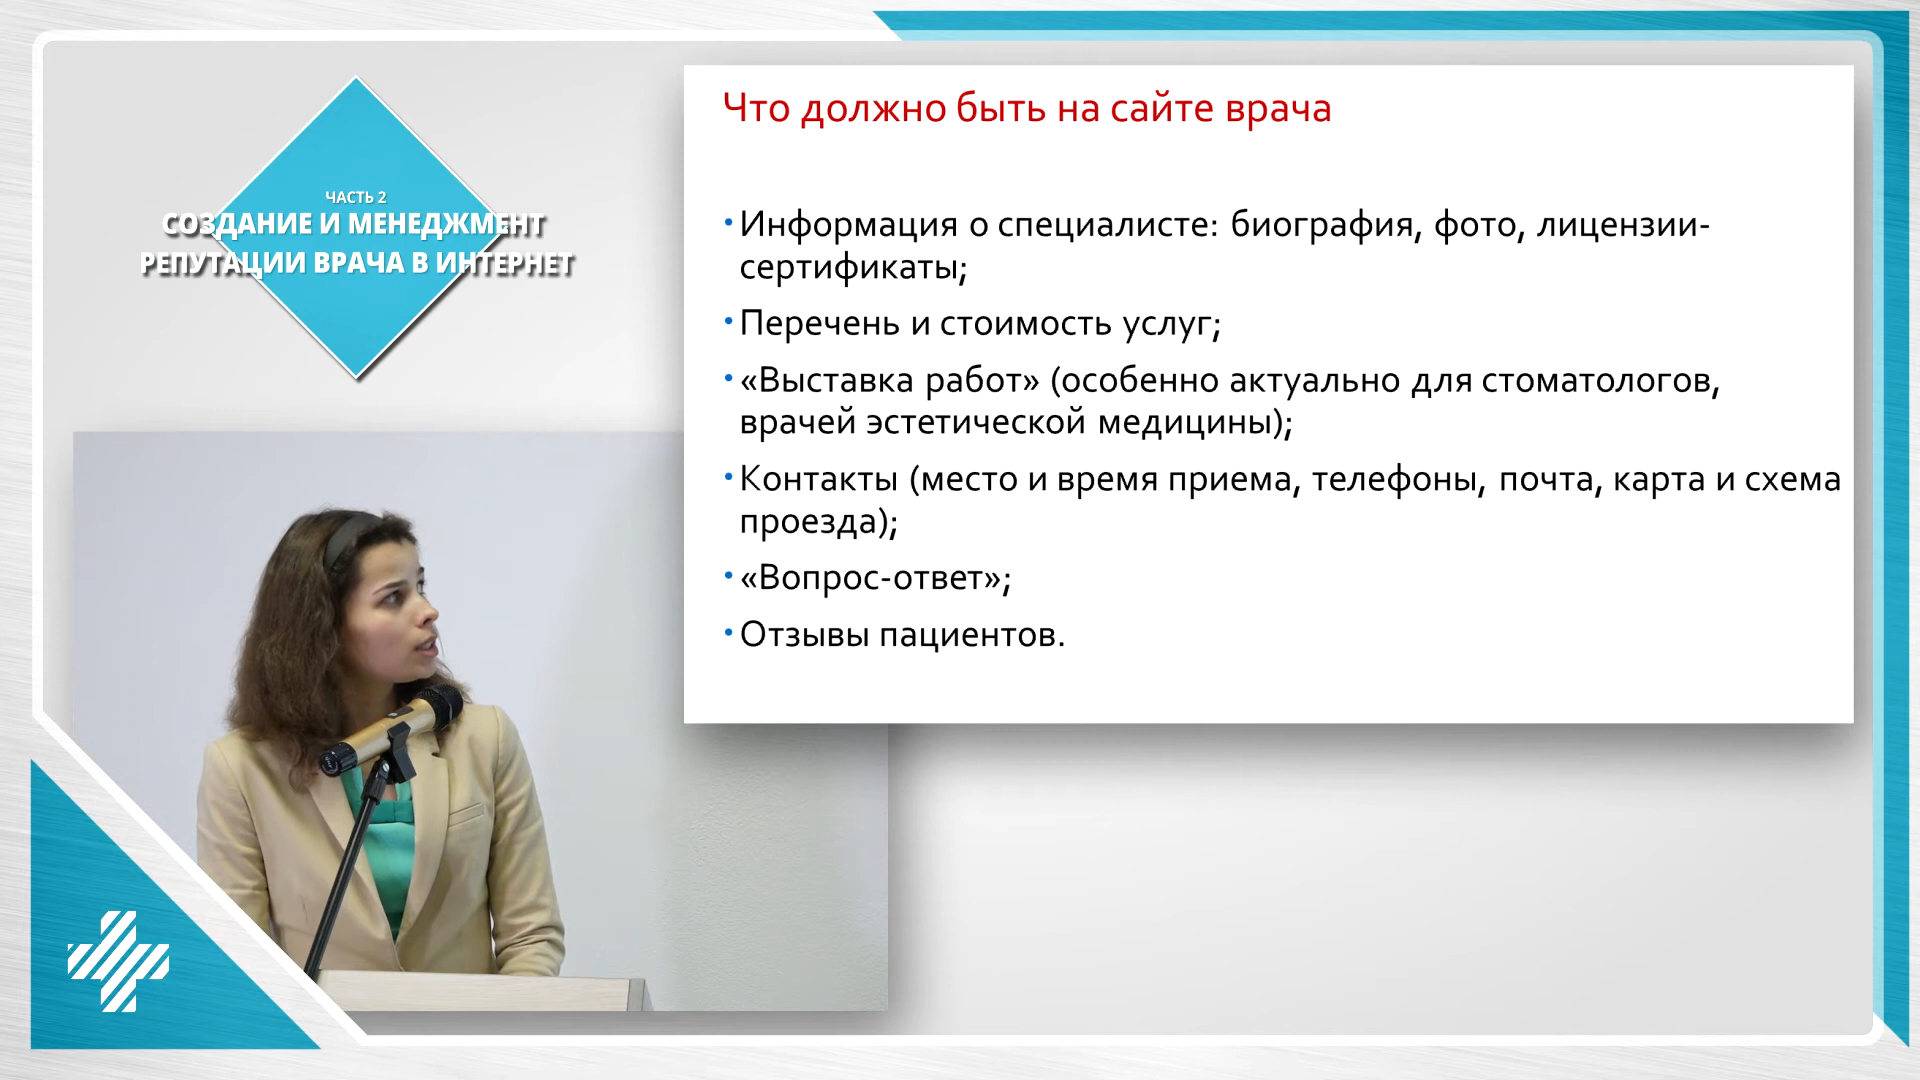 ЧАСТЬ 2
СОЗДАНИЕ И МЕНЕДЖМЕНТ
РЕПУТАЦИИ ВРАЧА В ИНТЕРНЕТ
Что должно быть на сайте врача
• Информация о специалисте: биография, фото, лицензии-
сертификаты;
• Перечень и стоимость услуг;
• «Выставка работ» (особенно актуально для стоматологов,
врачей эстетической медицины);
• Контакты (место и время приема, телефоны, почта, карта и схема
проезда);
• «Вопрос-ответ»;
• Отзывы пациентов.